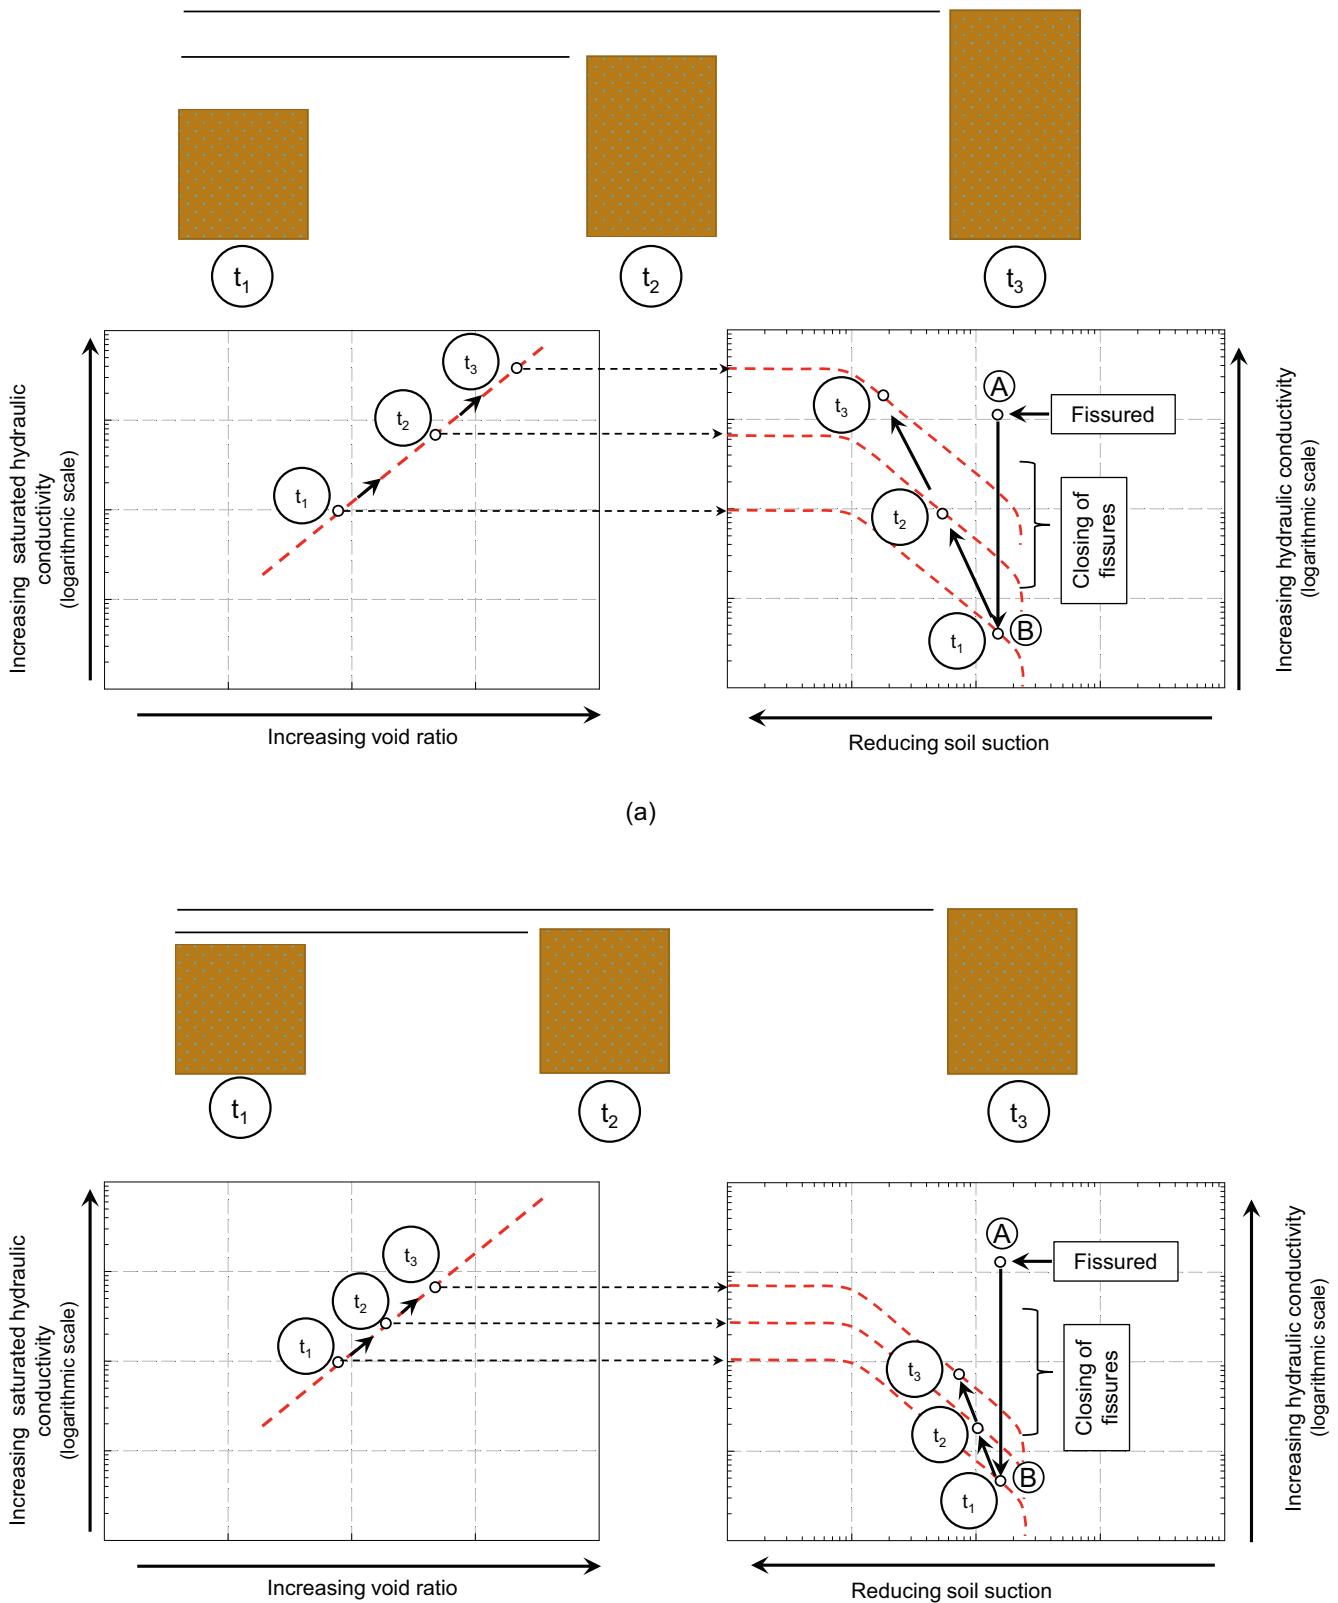 t1
t2
t3
Increasing saturated hydraulic
conductivity
(logarithmic scale)
t3
t2
t1
Increasing void ratio
A
Fissured
t3
t2
Closing of
fissures
t1
B
Reducing soil suction
Increasing hydraulic conductivity
(logarithmic scale)
(a)
t1
t2
t3
Increasing saturated hydraulic
conductivity
(logarithmic scale)
t3
t2
t1
Increasing void ratio
A
Fissured
t3
Closing of
fissures
t2
B
t1
Reducing soil suction
Increasing hydraulic conductivity
(logarithmic scale)